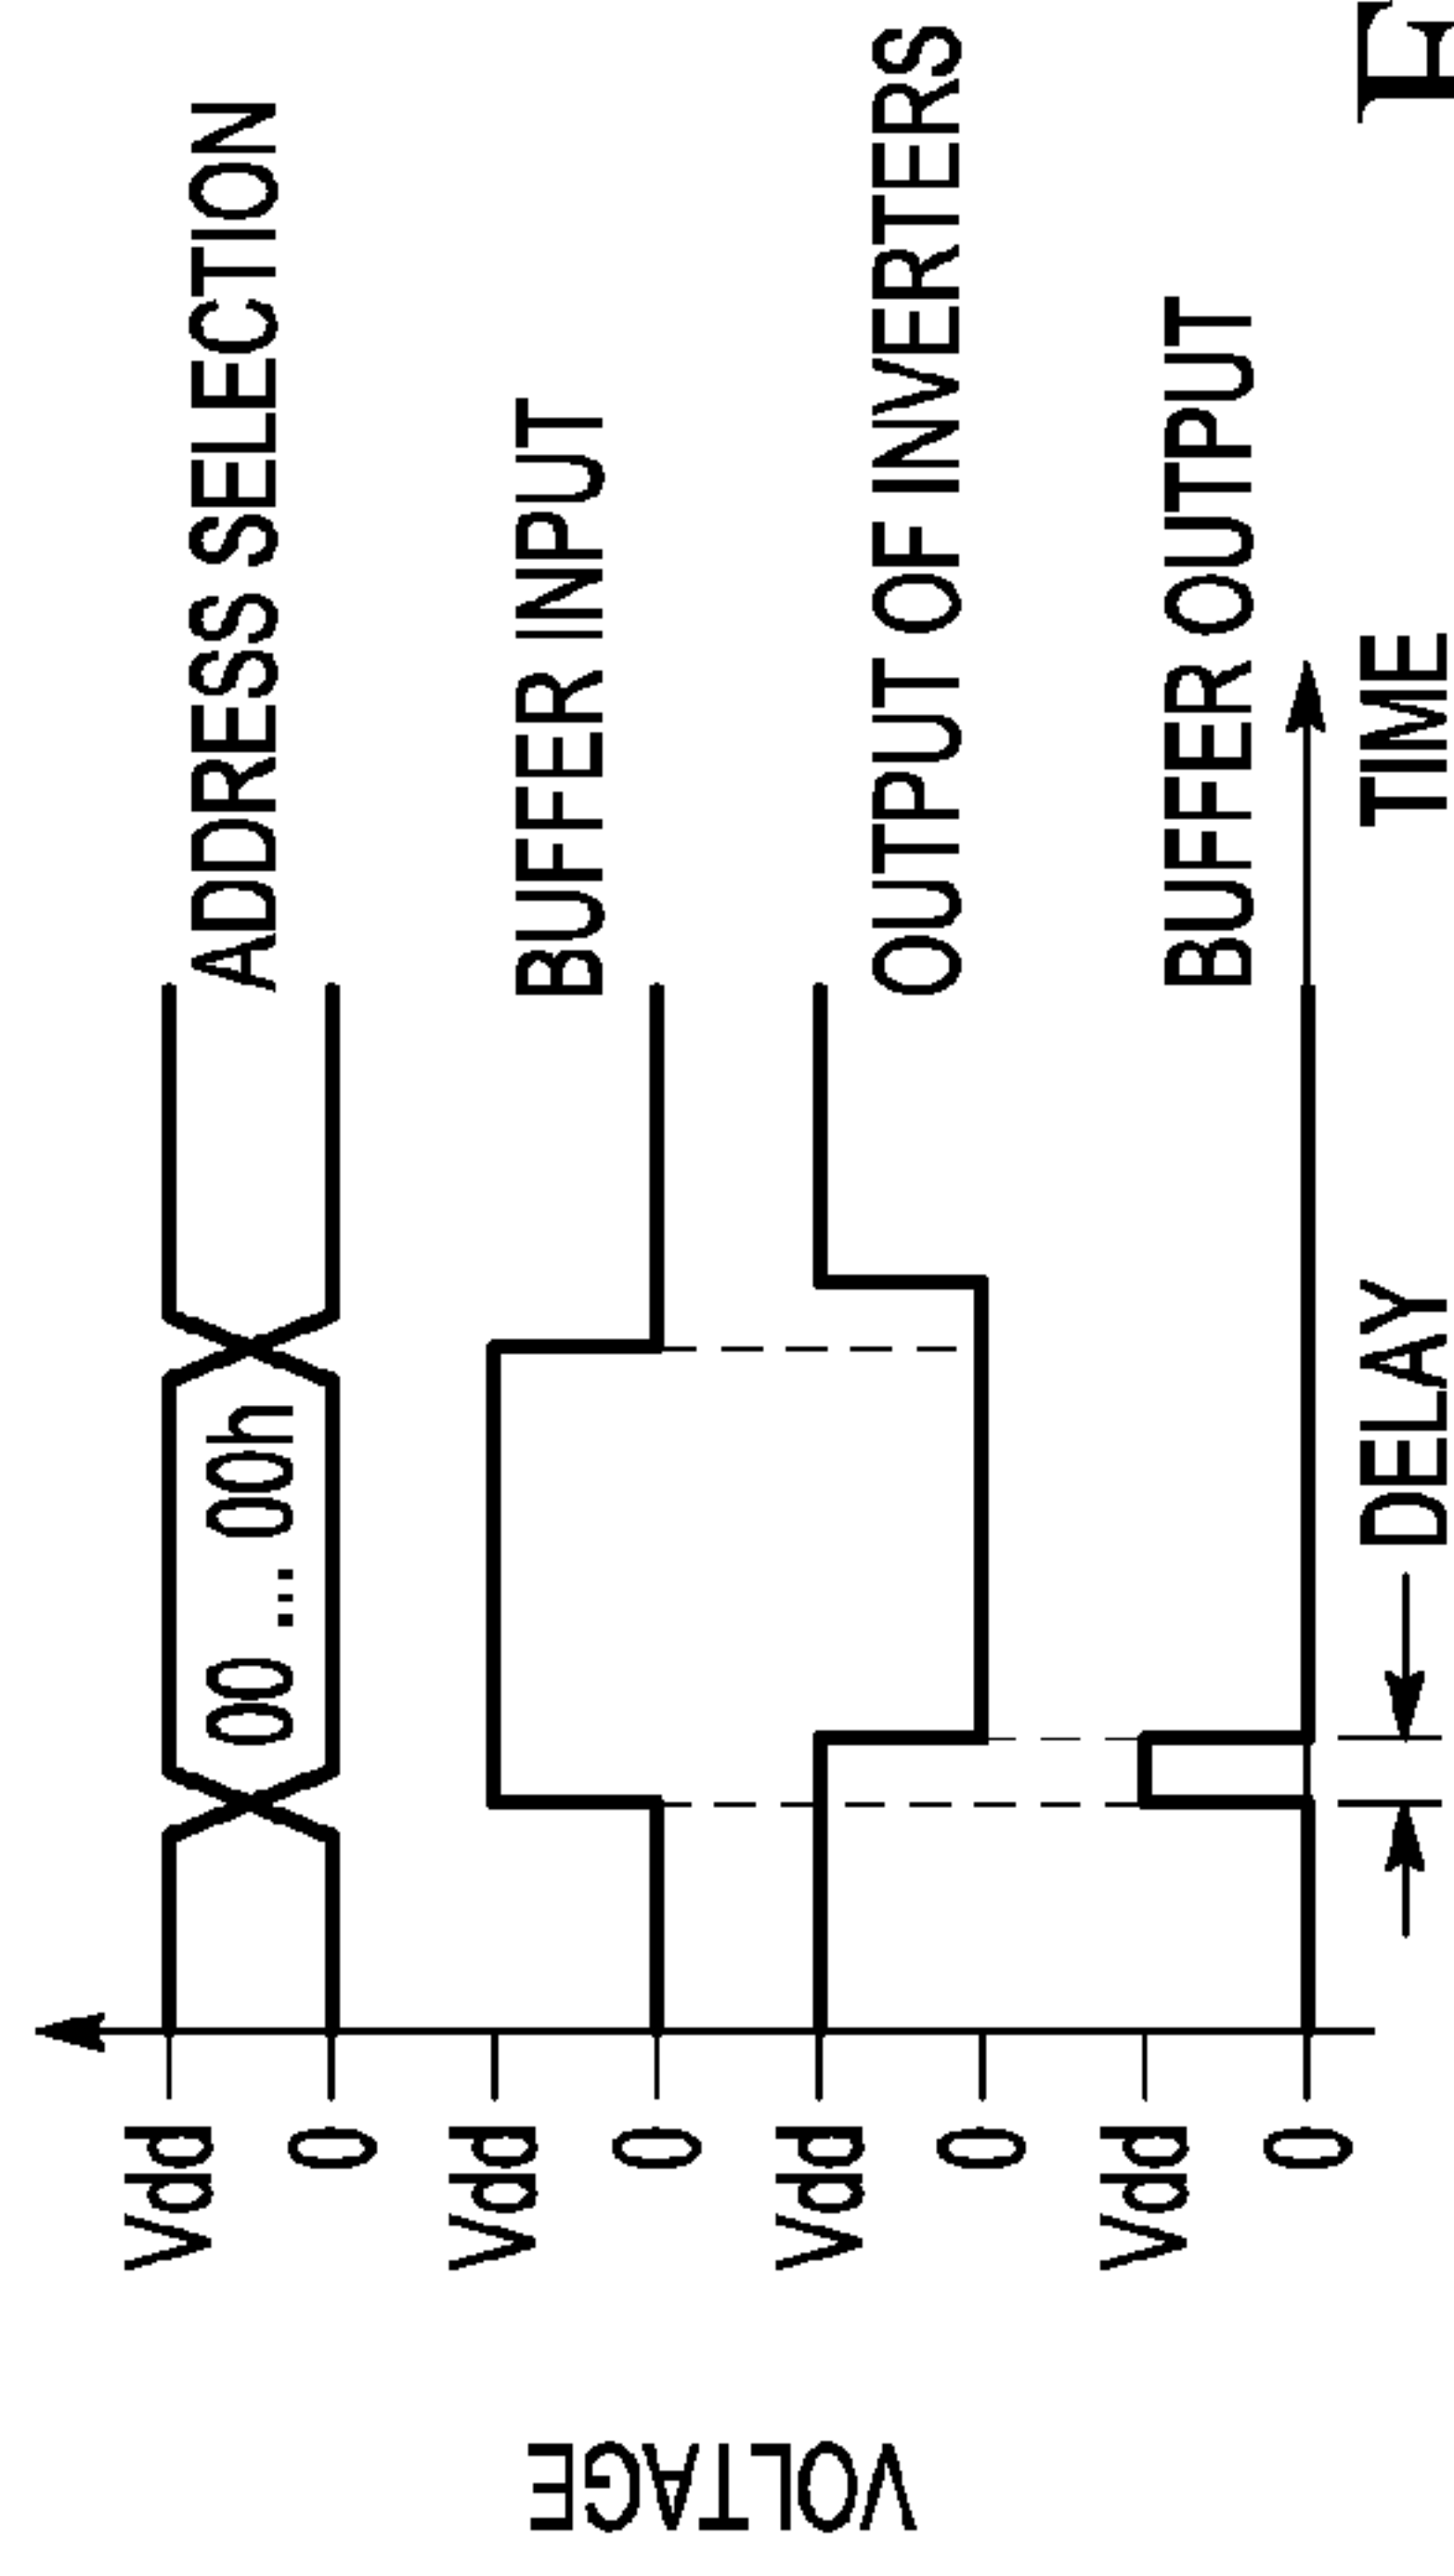 VOLTAGE
Vdd
0
Vdd
0
Vdd
0
Vdd
0
00 ... 00h
ADDRESS SELECTION
BUFFER INPUT
OUTPUT OF INVERTERS
BUFFER OUTPUT
DELAY
TIME